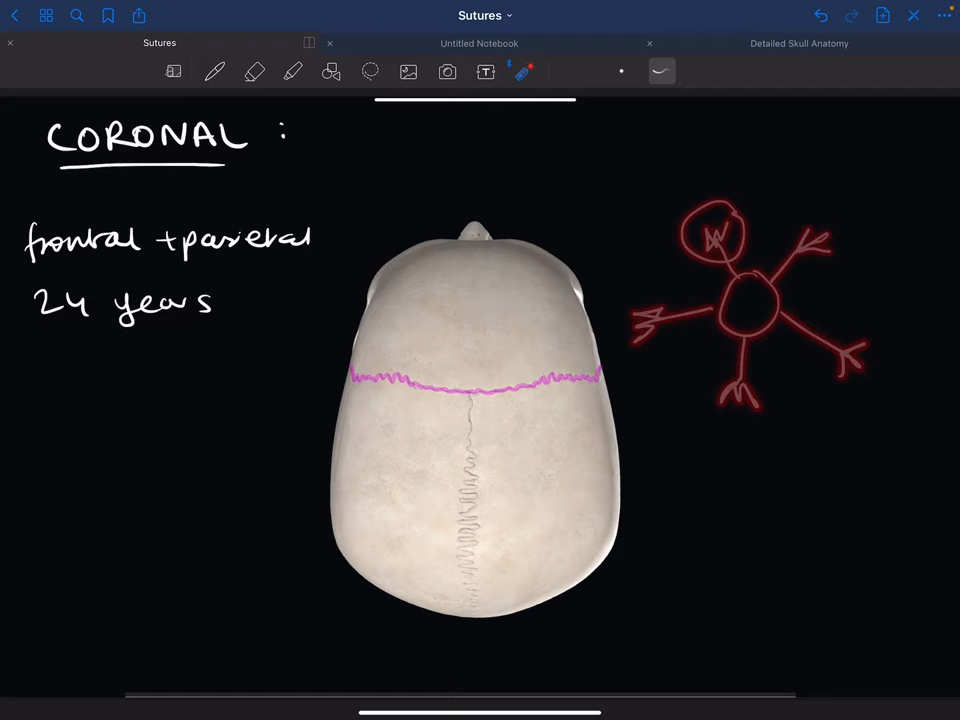 Sutures
Sutures
Untitled Notebook
Detailed Skull Anatomy
CORONAL :
frontal + parietal
24 years